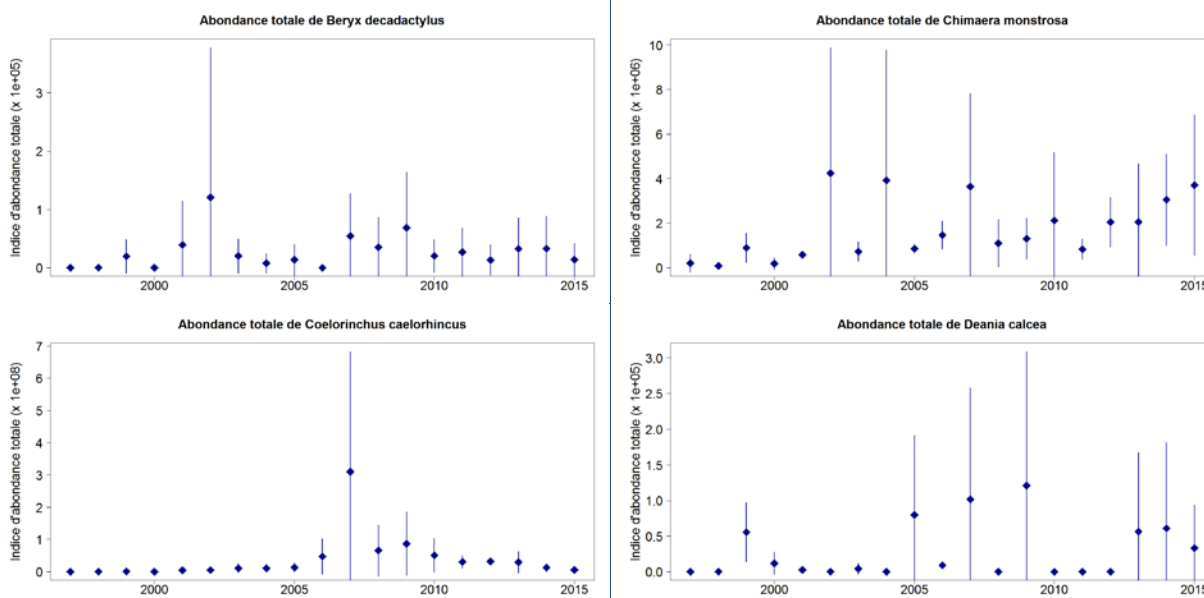 Abondance totale de Beryx decadactylus
Indice d'abondance totale (x 1e+05)
3
2
1
0
2000 2005 2010 2015
Abondance totale de Chimaera monstrosa
Indice d'abondance totale (x 1e+06)
10
8
6
4
2
0
2000 2005 2010 2015
Abondance totale de Coelorinchus caelorhincus
Indice d'abondance totale (x 1e+08)
7
6
5
4
3
2
1
0
2000 2005 2010 2015
Abondance totale de Deania calcea
Indice d'abondance totale (x 1e+05)
3.0
2.5
2.0
1.5
1.0
0.5
0.0
2000 2005 2010 2015